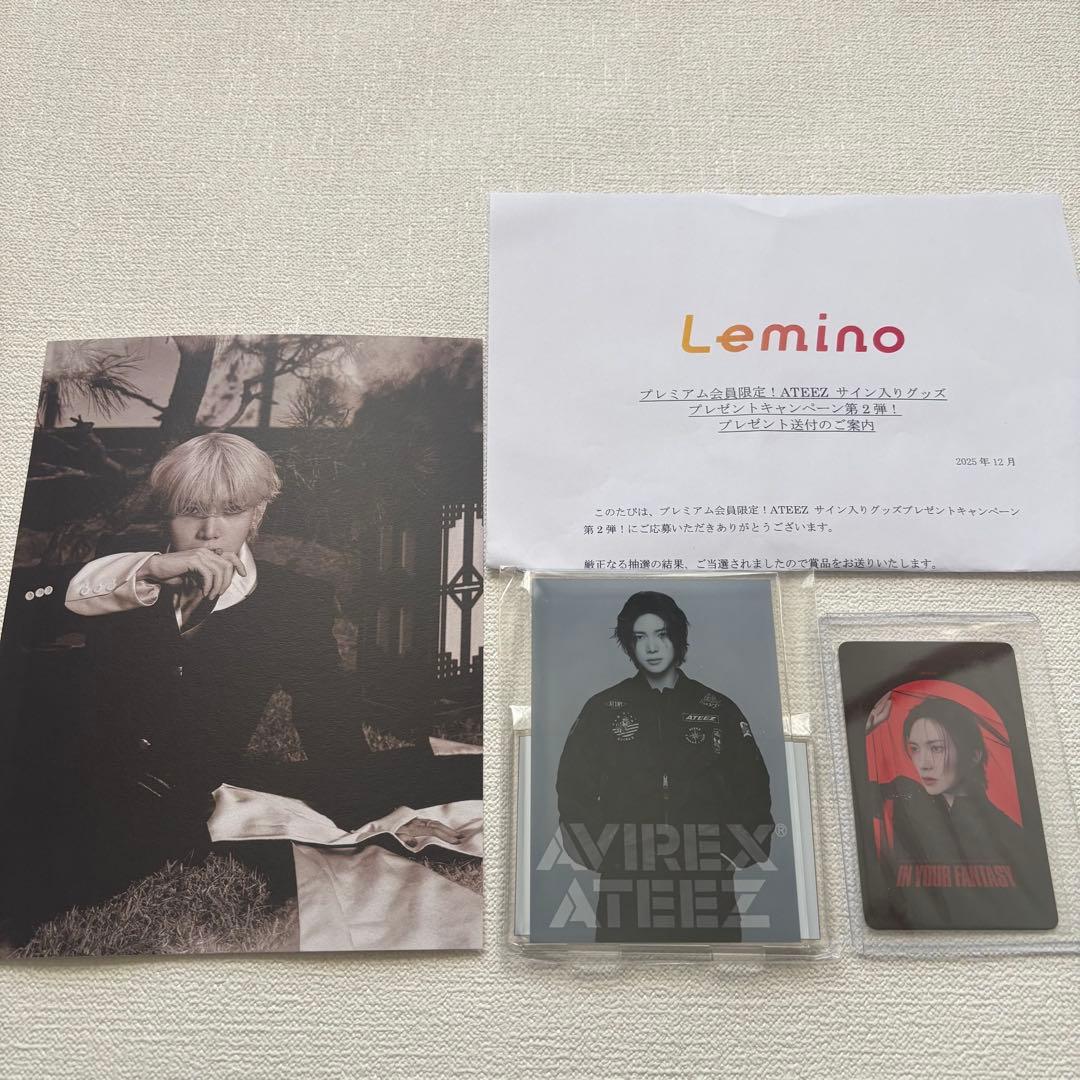 Lemino
プレミアム会員限定！ATEEZ サイン入りグッズ
プレゼントキャンペーン第２弾！
プレゼント送付のご案内
2025 年 12 月
このたびは、プレミアム会員限定！ATEEZ サイン入りグッズプレゼントキャンペーン
第２弾！にご応募いただきありがとうございます。
厳正なる抽選の結果、ご当選されましたので賞品をお送りいたします。
ATEEZ
AVIREX®
ATEEZ
IN YOUR FANTASY